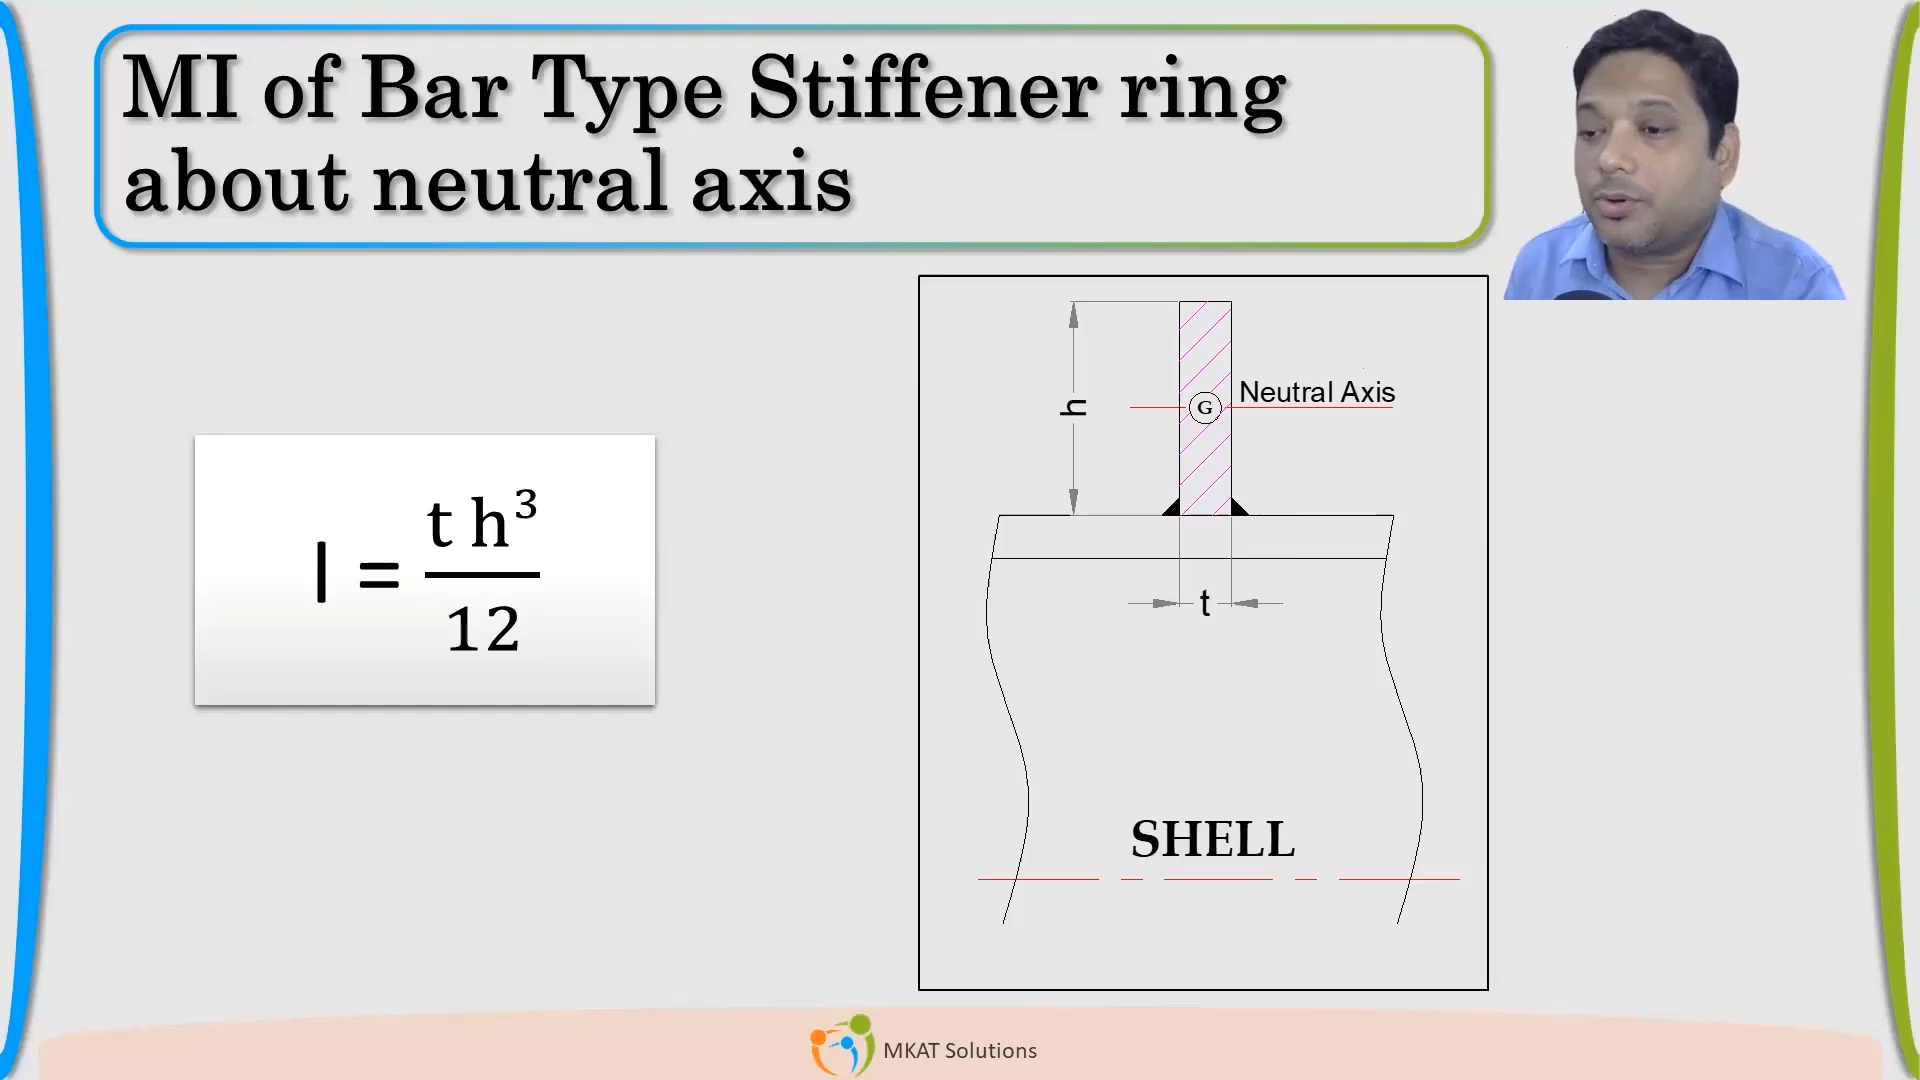 MI of Bar Type Stiffener ring
about neutral axis
I = t h³
12
h
G
Neutral Axis
t
SHELL
MKAT Solutions